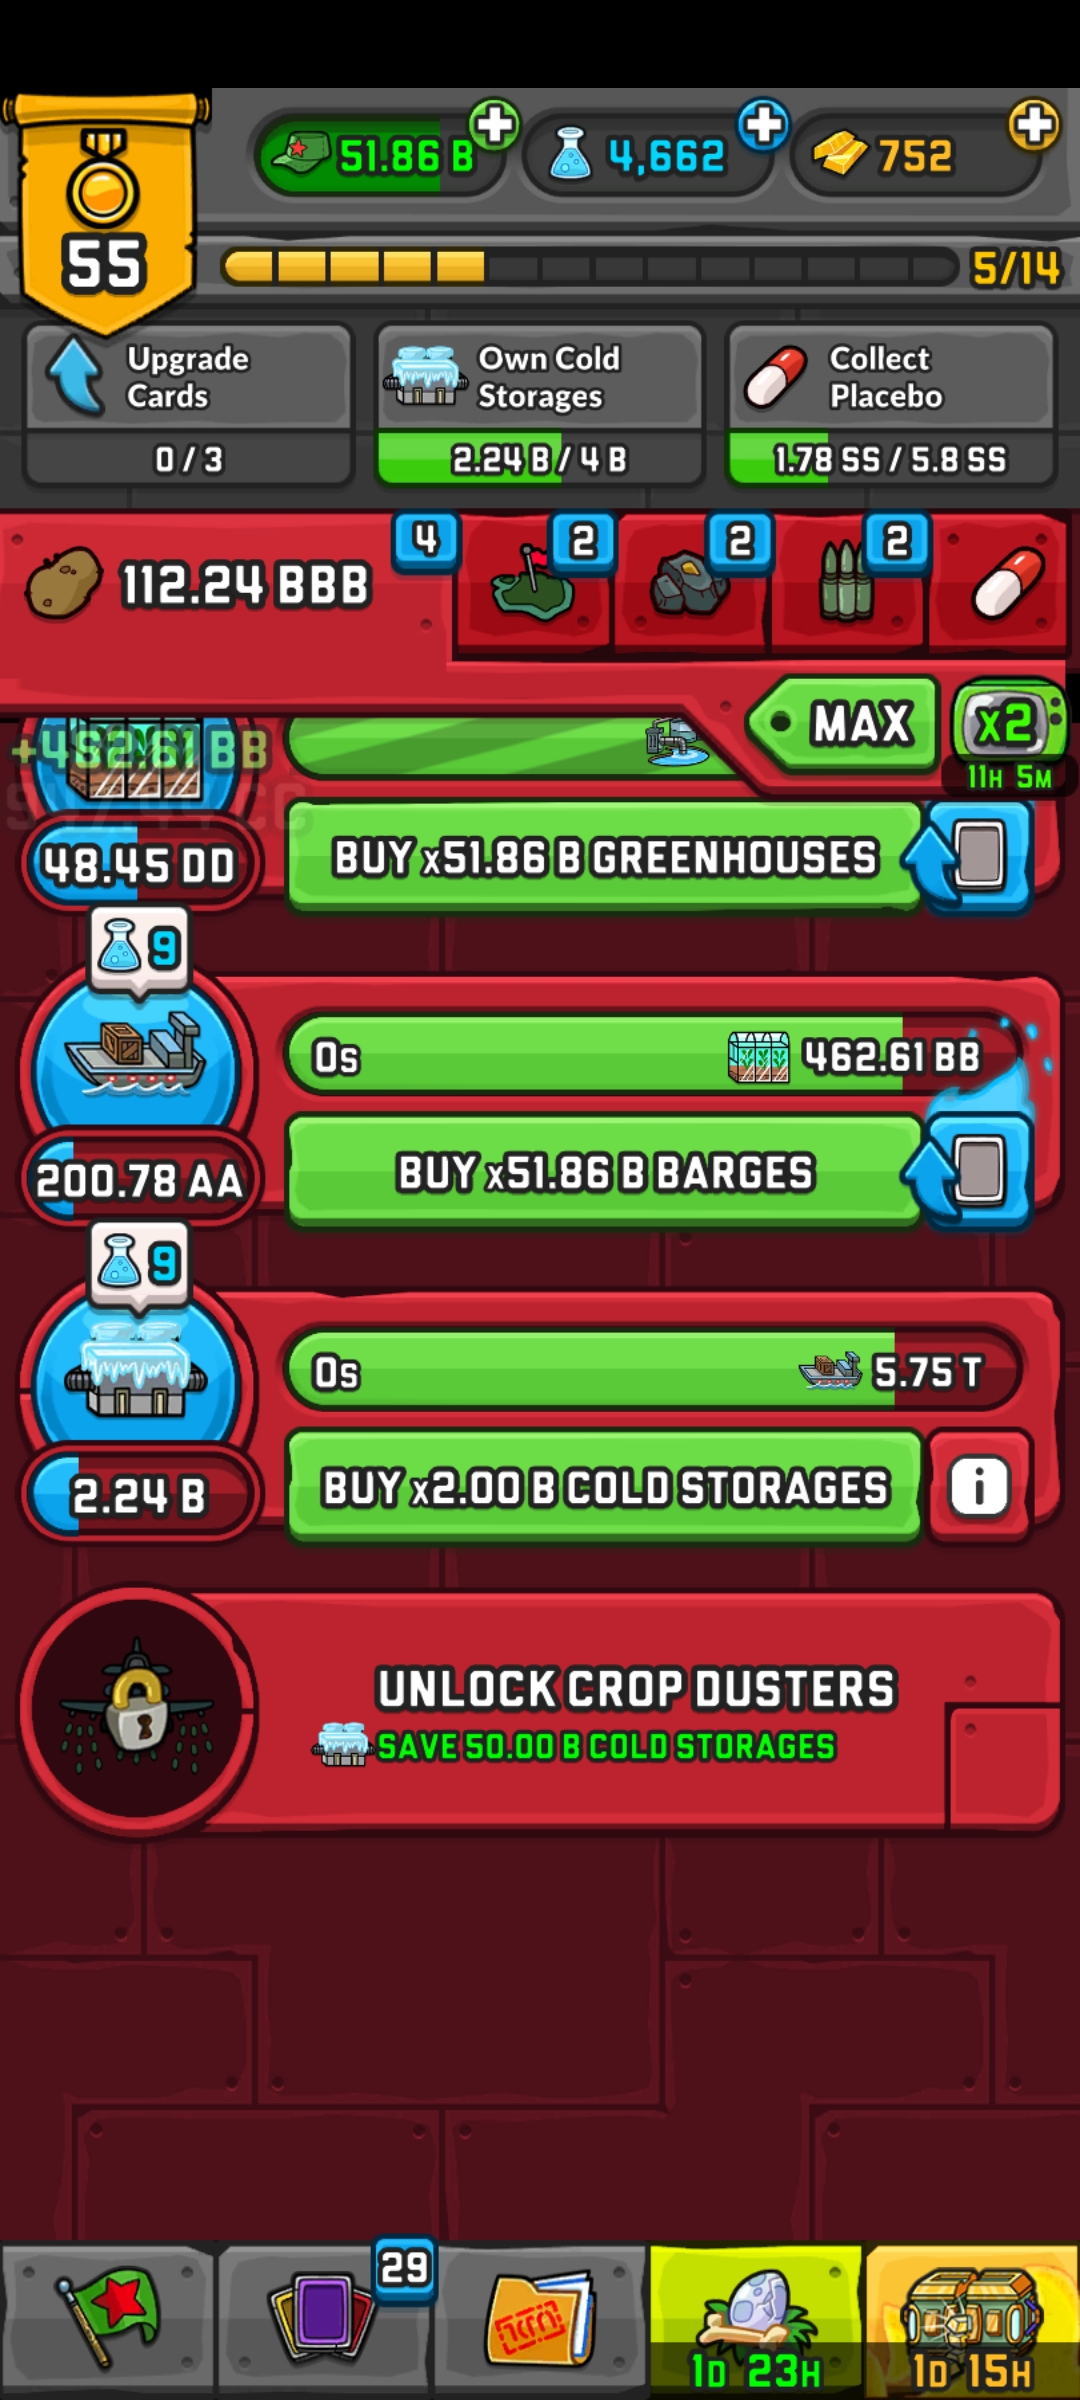 51.86 B
4,662
752
55
5/14
Upgrade
Cards
0 / 3
Own Cold
Storages
2.24 B / 4 B
Collect
Placebo
1.78 SS / 5.8 SS
112.24 BBB
4
2
2
2
MAX
X2
11H 5M
+462.61 BB
48.45 DD
BUY x51.86 B GREENHOUSES
9
0s
462.61 BB
200.78 AA
BUY x51.86 B BARGES
9
0s
5.75 T
2.24 B
BUY x2.00 B COLD STORAGES
i
UNLOCK CROP DUSTERS
SAVE 50.00 B COLD STORAGES
29
1D 23H
1D 15H